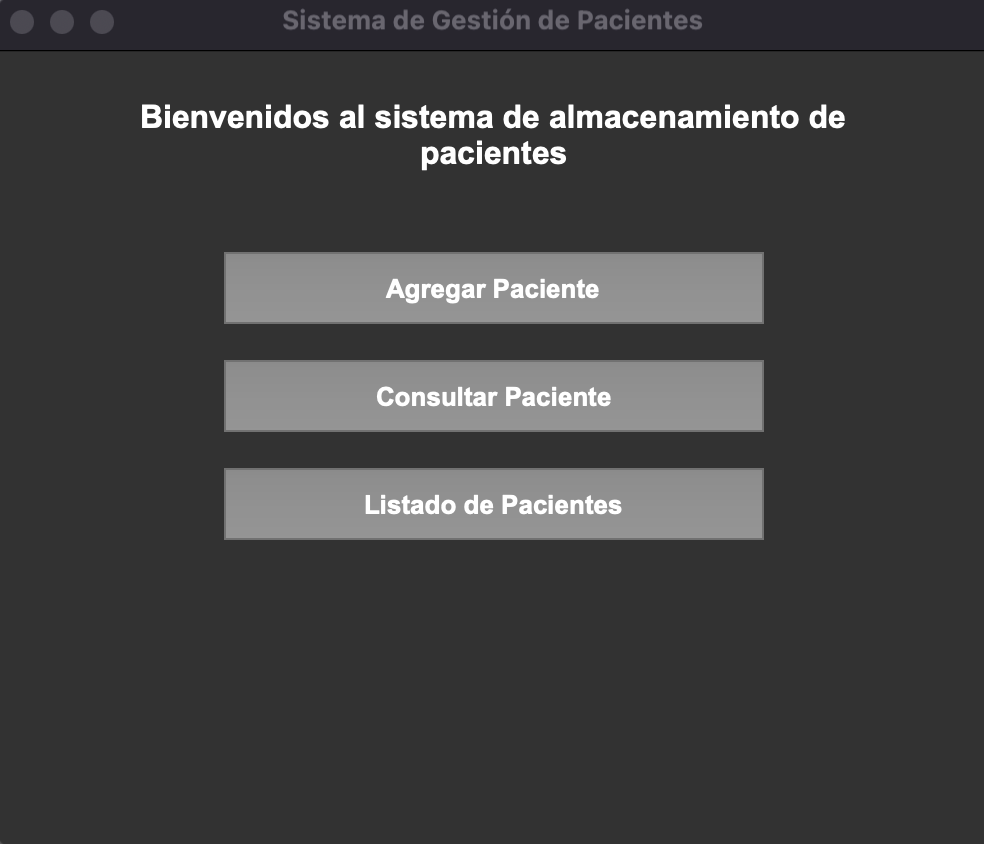 Sistema de Gestión de Pacientes
Bienvenidos al sistema de almacenamiento de
pacientes
Agregar Paciente
Consultar Paciente
Listado de Pacientes